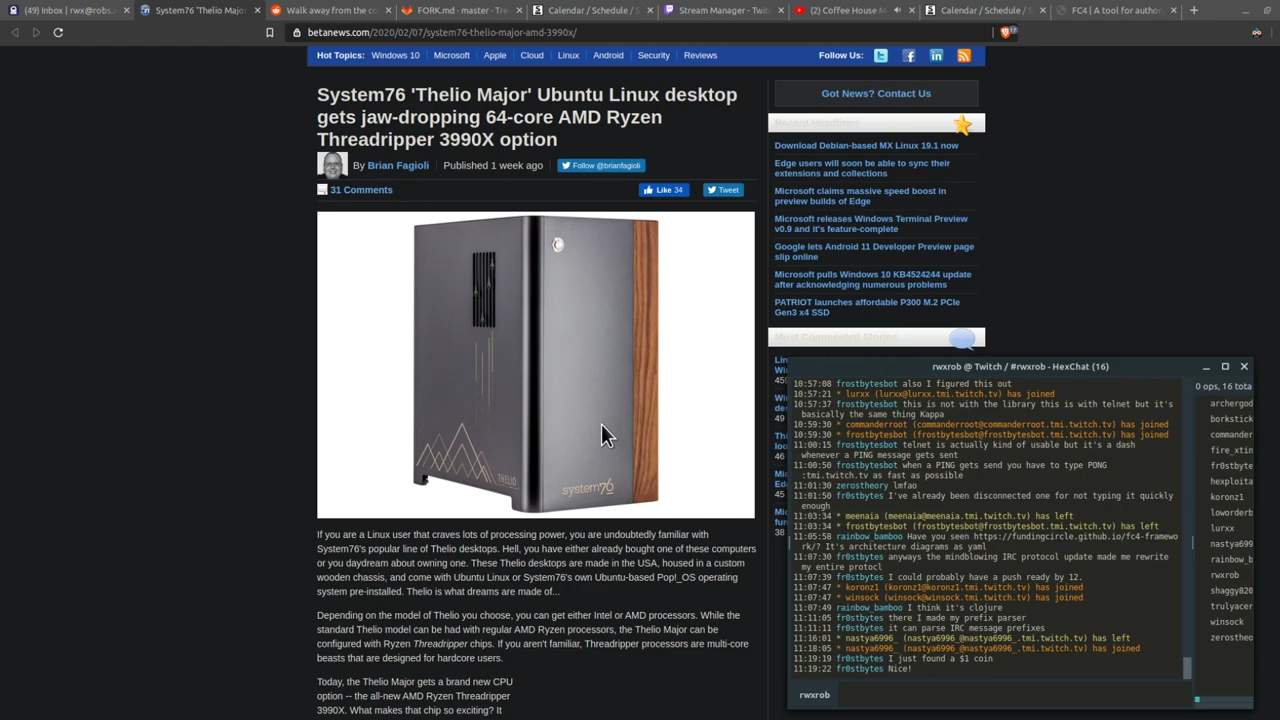 (49) Inbox | rwx@robs.
System76 'Thelio Major
Walk away from the co
FORK.md · master · Tre
Calendar / Schedule / S
Stream Manager - Twitc
(2) Coffee House M
Calendar / Schedule / S
FC4 | A tool for author
betanews.com/2020/02/07/system76-thelio-major-amd-3990x/
Hot Topics: Windows 10 Microsoft Apple Cloud Linux Android Security Reviews
Follow Us:
System76 'Thelio Major' Ubuntu Linux desktop
gets jaw-dropping 64-core AMD Ryzen
Threadripper 3990X option
By Brian Fagioli Published 1 week ago Follow @brianfagioli
31 Comments
Like 34
Tweet
THELIO
system76
If you are a Linux user that craves lots of processing power, you are undoubtedly familiar with
System76's popular line of Thelio desktops. Hell, you have either already bought one of these computers
or you daydream about owning one. These Thelio desktops are made in the USA, housed in a custom
wooden chassis, and come with Ubuntu Linux or System76's own Ubuntu-based Pop!_OS operating
system pre-installed. Thelio is what dreams are made of...
Depending on the model of Thelio you choose, you can get either Intel or AMD processors. While the
standard Thelio model can be had with regular AMD Ryzen processors, the Thelio Major can be
configured with Ryzen Threadripper chips. If you aren't familiar, Threadripper processors are multi-core
beasts that are designed for hardcore users.
Today, the Thelio Major gets a brand new CPU
option -- the all-new AMD Ryzen Threadripper
3990X. What makes that chip so exciting? It
Got News? Contact Us
Recent Headlines
Download Debian-based MX Linux 19.1 now
Edge users will soon be able to sync their
extensions and collections
Microsoft claims massive speed boost in
preview builds of Edge
Microsoft releases Windows Terminal Preview
v0.9 and it's feature-complete
Google lets Android 11 Developer Preview page
slip online
Microsoft pulls Windows 10 KB4524244 update
after acknowledging numerous problems
PATRIOT launches affordable P300 M.2 PCIe
Gen3 x4 SSD
Most Commented Stories
rwxrob @ Twitch / #rwxrob - HexChat (16)
10:57:08 frostbytesbot also I figured this out
10:57:21 * lurxx (lurxx@lurxx.tmi.twitch.tv) has joined
10:57:37 frostbytesbot this is not with the library this is with telnet but it's
basically the same thing Kappa
10:59:30 * commanderroot (commanderroot@commanderroot.tmi.twitch.tv) has joined
10:59:30 * frostbytesbot (frostbytesbot@frostbytesbot.tmi.twitch.tv) has joined
11:00:15 frostbytesbot telnet is actually kind of usable but it's a dash
whenever a PING message gets sent
11:00:50 frostbytesbot when a PING gets send you have to type PONG
:tmi.twitch.tv as fast as possible
11:01:30 zerostheory lmfao
11:01:50 fr0stbytes I've already been disconnected one for not typing it quickly
enough
11:03:34 * meenaia (meenaia@meenaia.tmi.twitch.tv) has left
11:03:34 * frostbytesbot (frostbytesbot@frostbytesbot.tmi.twitch.tv) has left
11:05:58 rainbow_bamboo Have you seen https://fundingcircle.github.io/fc4-framewo
rk/? It's architecture diagrams as yaml
11:07:30 fr0stbytes anyways the mindblowing IRC protocol update made me rewrite
my entire protocl
11:07:39 fr0stbytes I could probably have a push ready by 12.
11:07:47 * koronz1 (koronz1@koronz1.tmi.twitch.tv) has joined
11:07:47 * winsock (winsock@winsock.tmi.twitch.tv) has joined
11:07:49 rainbow_bamboo I think it's clojure
11:11:05 fr0stbytes there I made my prefix parser
11:11:11 fr0stbytes it can parse IRC message prefixes
11:16:01 * nastya6996_ (nastya6996_@nastya6996_.tmi.twitch.tv) has left
11:18:05 * nastya6996_ (nastya6996_@nastya6996_.tmi.twitch.tv) has joined
11:19:19 fr0stbytes I just found a $1 coin
11:19:22 fr0stbytes Nice!
rwxrob
0 ops, 16 tota
archergod
borkstick
commander
fire_xtin
fr0stbyte
hexploita
koronz1
loworderb
lurxx
nastya699
rainbow_b
rwxrob
shaggy820
trulyacer
winsock
zerostheo